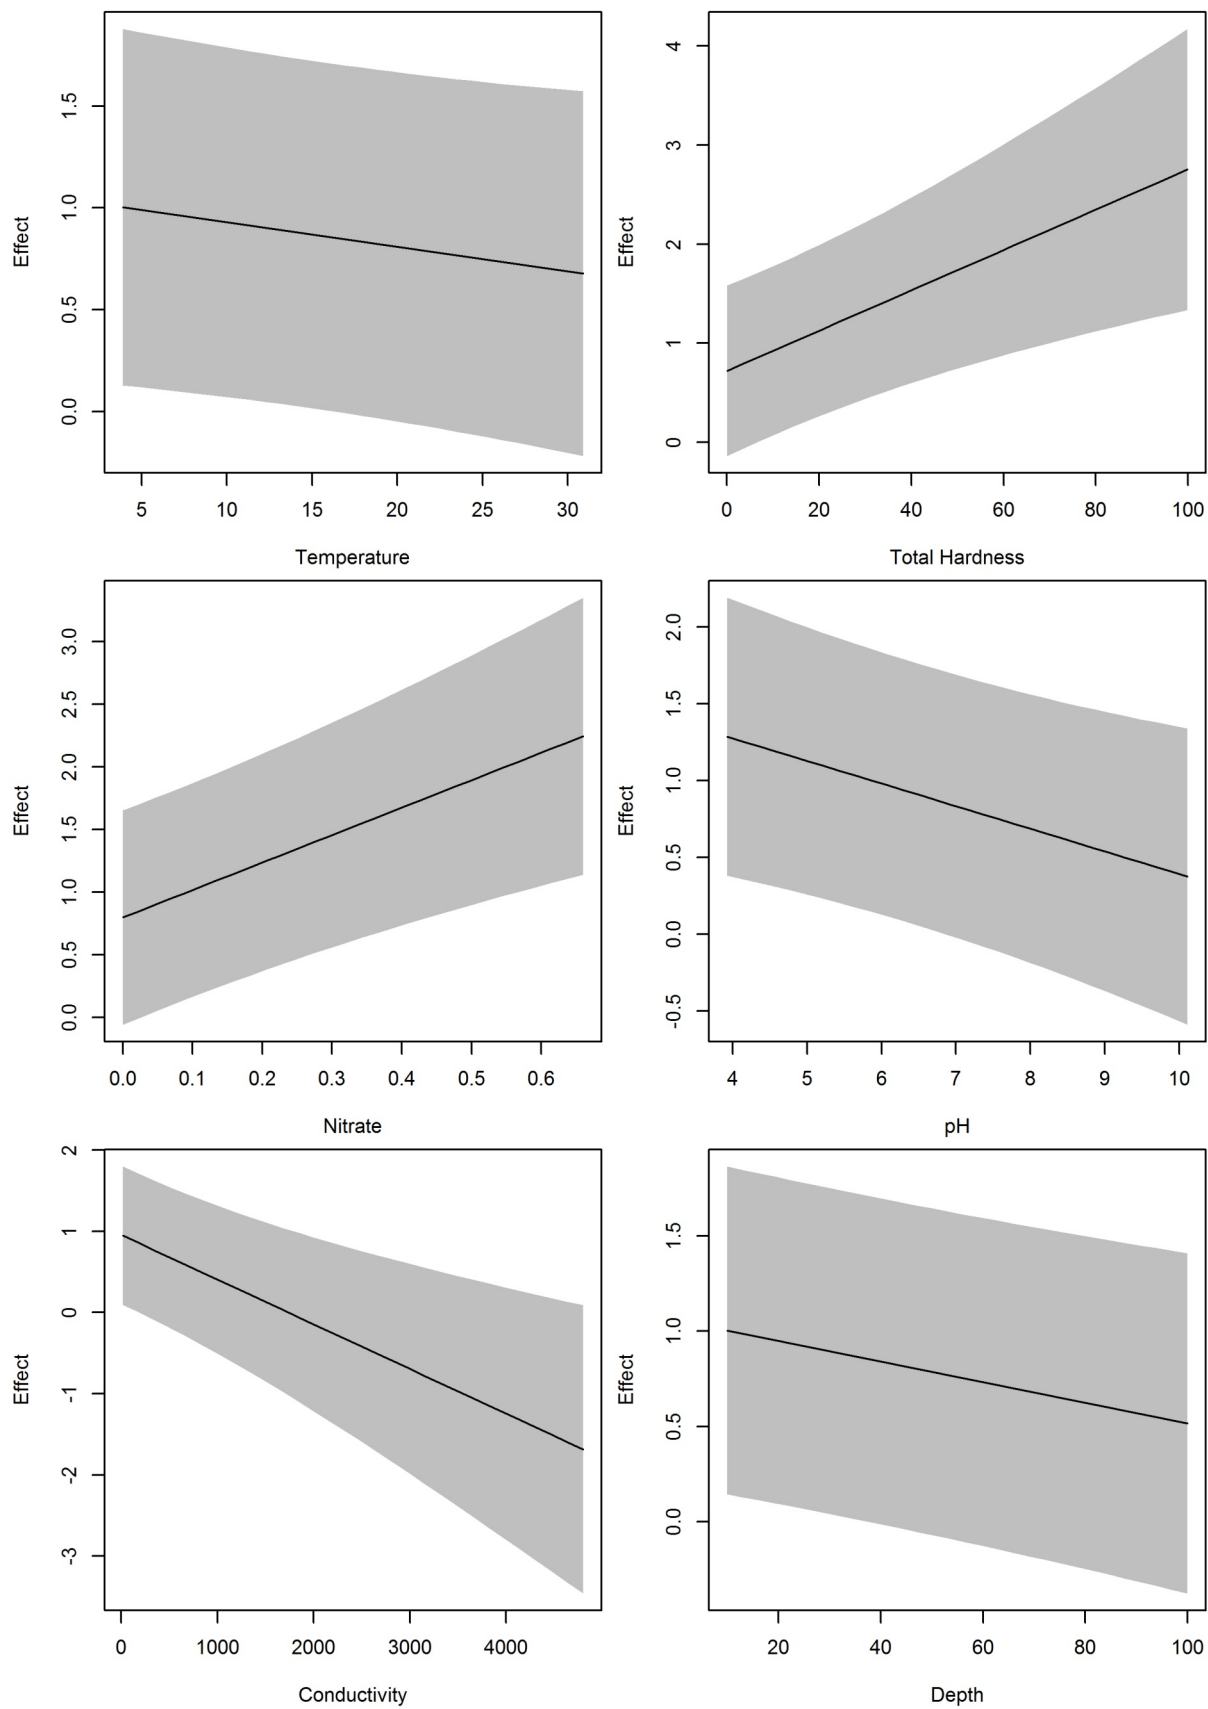 Effect
1.5
1.0
0.5
0.0
5 10 15 20 25 30
Temperature
Effect
4
3
2
1
0
0 20 40 60 80 100
Total Hardness
Effect
3.0
2.5
2.0
1.5
1.0
0.5
0.0
0.0 0.1 0.2 0.3 0.4 0.5 0.6
Nitrate
Effect
2.0
1.5
1.0
0.5
0.0
-0.5
4 5 6 7 8 9 10
pH
Effect
2
1
0
-1
-2
-3
0 1000 2000 3000 4000
Conductivity
Effect
1.5
1.0
0.5
0.0
20 40 60 80 100
Depth